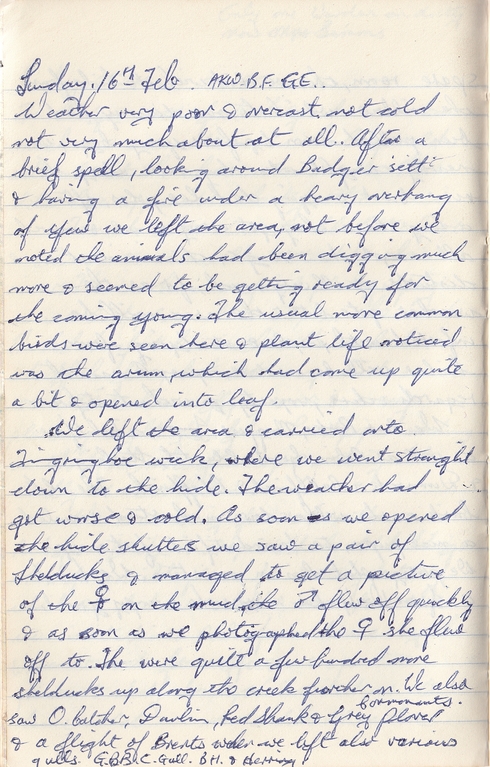 Sunday. 16th Feb. AKW. B.F. G.E..
Weather very poor & overcast, not cold
not very much about at all. After a
brief spell, looking around Badger 'sett'
& having a fire under a heavy overhang
of yew we left the area, not before we
noted the animals had been digging much
more & seemed to be getting ready for
the coming young. The usual more common
birds were seen here & plant life noticed
was the arum, which had come up quite
a bit & opened into leaf.
We left the area & carried onto
Fingringhoe wick, where we went straight
down to the hide. The weather had
got worse & cold. As soon as we opened
the hide shutters we saw a pair of
Shelducks & managed to get a picture
of the ♀ on the mud, the ♂ flew off quickly
& as soon as we photographed the ♀ she flew
off to. The were quite a few hundred more
shelducks up along the creek further on. We also
Cormorants.
saw O.catcher, Dunlin, Red Shank & Grey Plover
& a flight of Brents when we left also various
gulls. G.B.B. C.Gull. B.H. & Herring